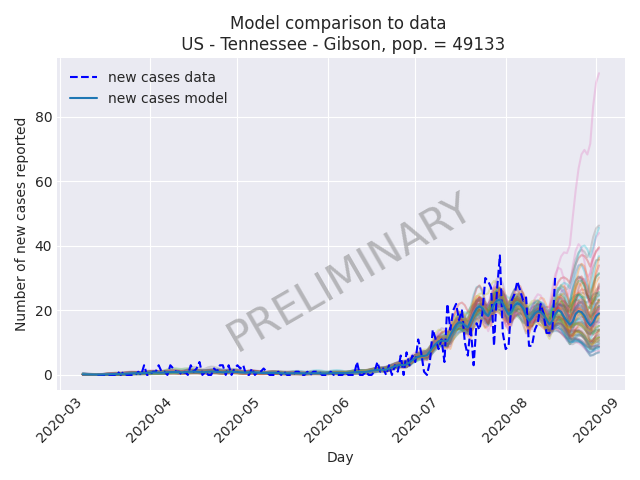 Model comparison to data
US - Tennessee - Gibson, pop. = 49133
new cases data
new cases model
Number of new cases reported
80
60
40
20
0
PRELIMINARY
2020-03
2020-04
2020-05
2020-06
2020-07
2020-08
2020-09
Day